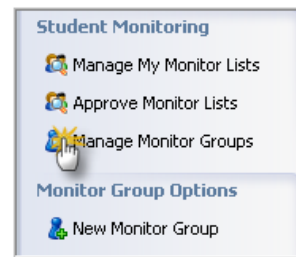 Student Monitoring
Manage My Monitor Lists
Approve Monitor Lists
Manage Monitor Groups
Monitor Group Options
New Monitor Group